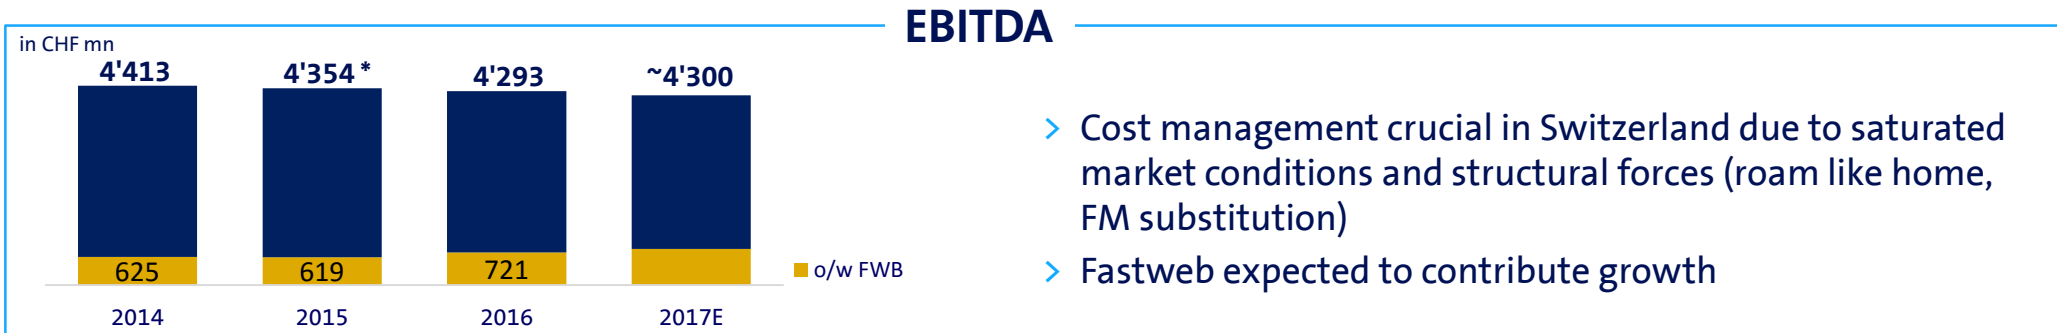 EBITDA
in CHF mn
4'413
4'354 *
4'293
~4'300
625
619
721
o/w FWB
2014
2015
2016
2017E
> Cost management crucial in Switzerland due to saturated
market conditions and structural forces (roam like home,
FM substitution)
> Fastweb expected to contribute growth